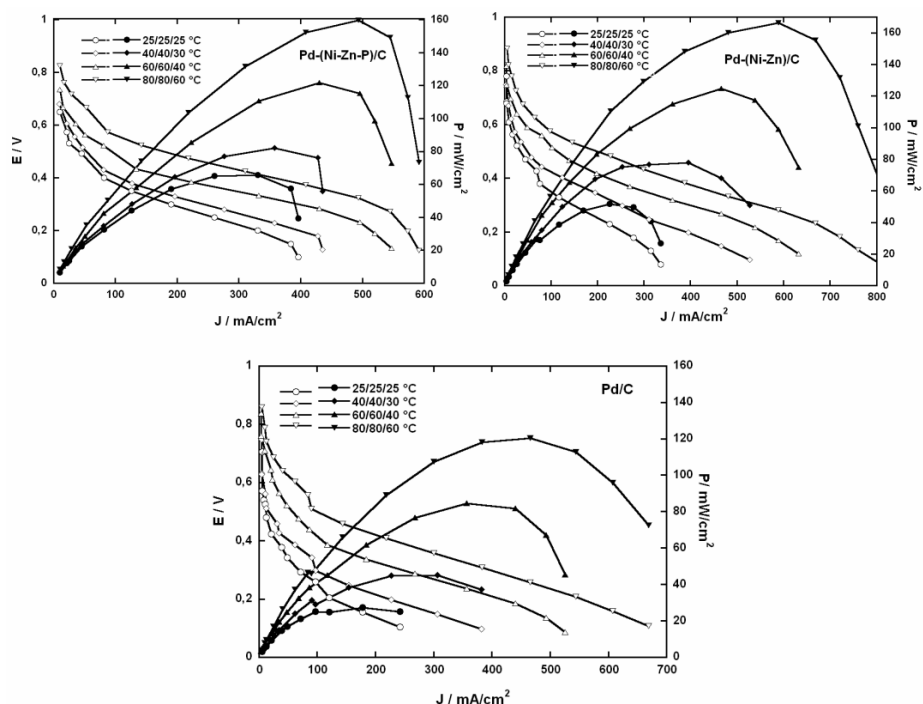 1
0,8
0,6
0,4
0,2
0
E / V
25/25/25 °C
40/40/30 °C
60/60/40 °C
80/80/60 °C
Pd-(Ni-Zn-P)/C
160
140
120
100
80
60
40
20
0
P / mW/cm²
0 100 200 300 400 500 600
J / mA/cm²
1
0,8
0,6
0,4
0,2
0
E / V
25/25/25 °C
40/40/30 °C
60/60/40 °C
80/80/60 °C
Pd-(Ni-Zn)/C
160
140
120
100
80
60
40
20
0
P / mW/cm²
0 100 200 300 400 500 600 700 800
J / mA/cm²
1
0,8
0,6
0,4
0,2
0
E / V
25/25/25 °C
40/40/30 °C
60/60/40 °C
80/80/60 °C
Pd/C
160
140
120
100
80
60
40
20
0
P/ mW/cm²
0 100 200 300 400 500 600 700
J / mA/cm²